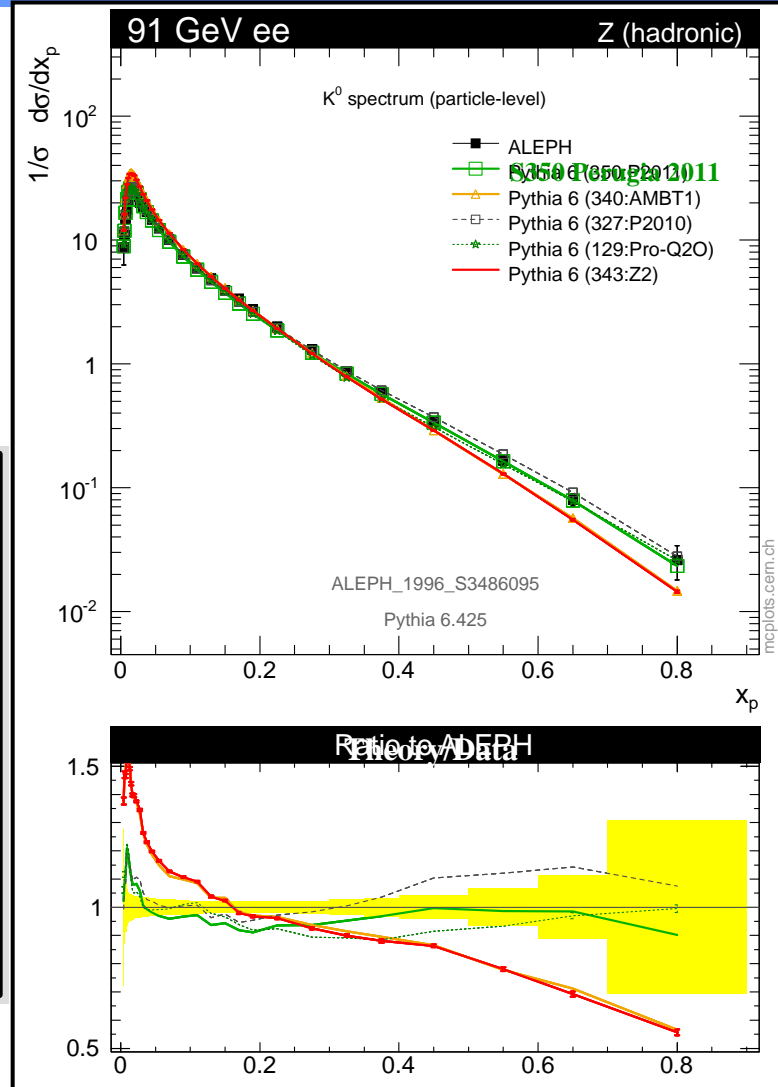 91 GeV ee Z (hadronic)
1/σ dσ/dxp
K0 spectrum (particle-level)
ALEPH
Pythia 6 (350:P2011)
S350 Perugia 2011
Pythia 6 (340:AMBT1)
Pythia 6 (327:P2010)
Pythia 6 (129:Pro-Q2O)
Pythia 6 (343:Z2)
10^2
10
1
10^-1
10^-2
ALEPH_1996_S3486095
Pythia 6.425
mcplots.cern.ch
0 0.2 0.4 0.6 0.8
xp
Ratio to ALEPH
Theory/Data
1.5
1
0.5
0 0.2 0.4 0.6 0.8